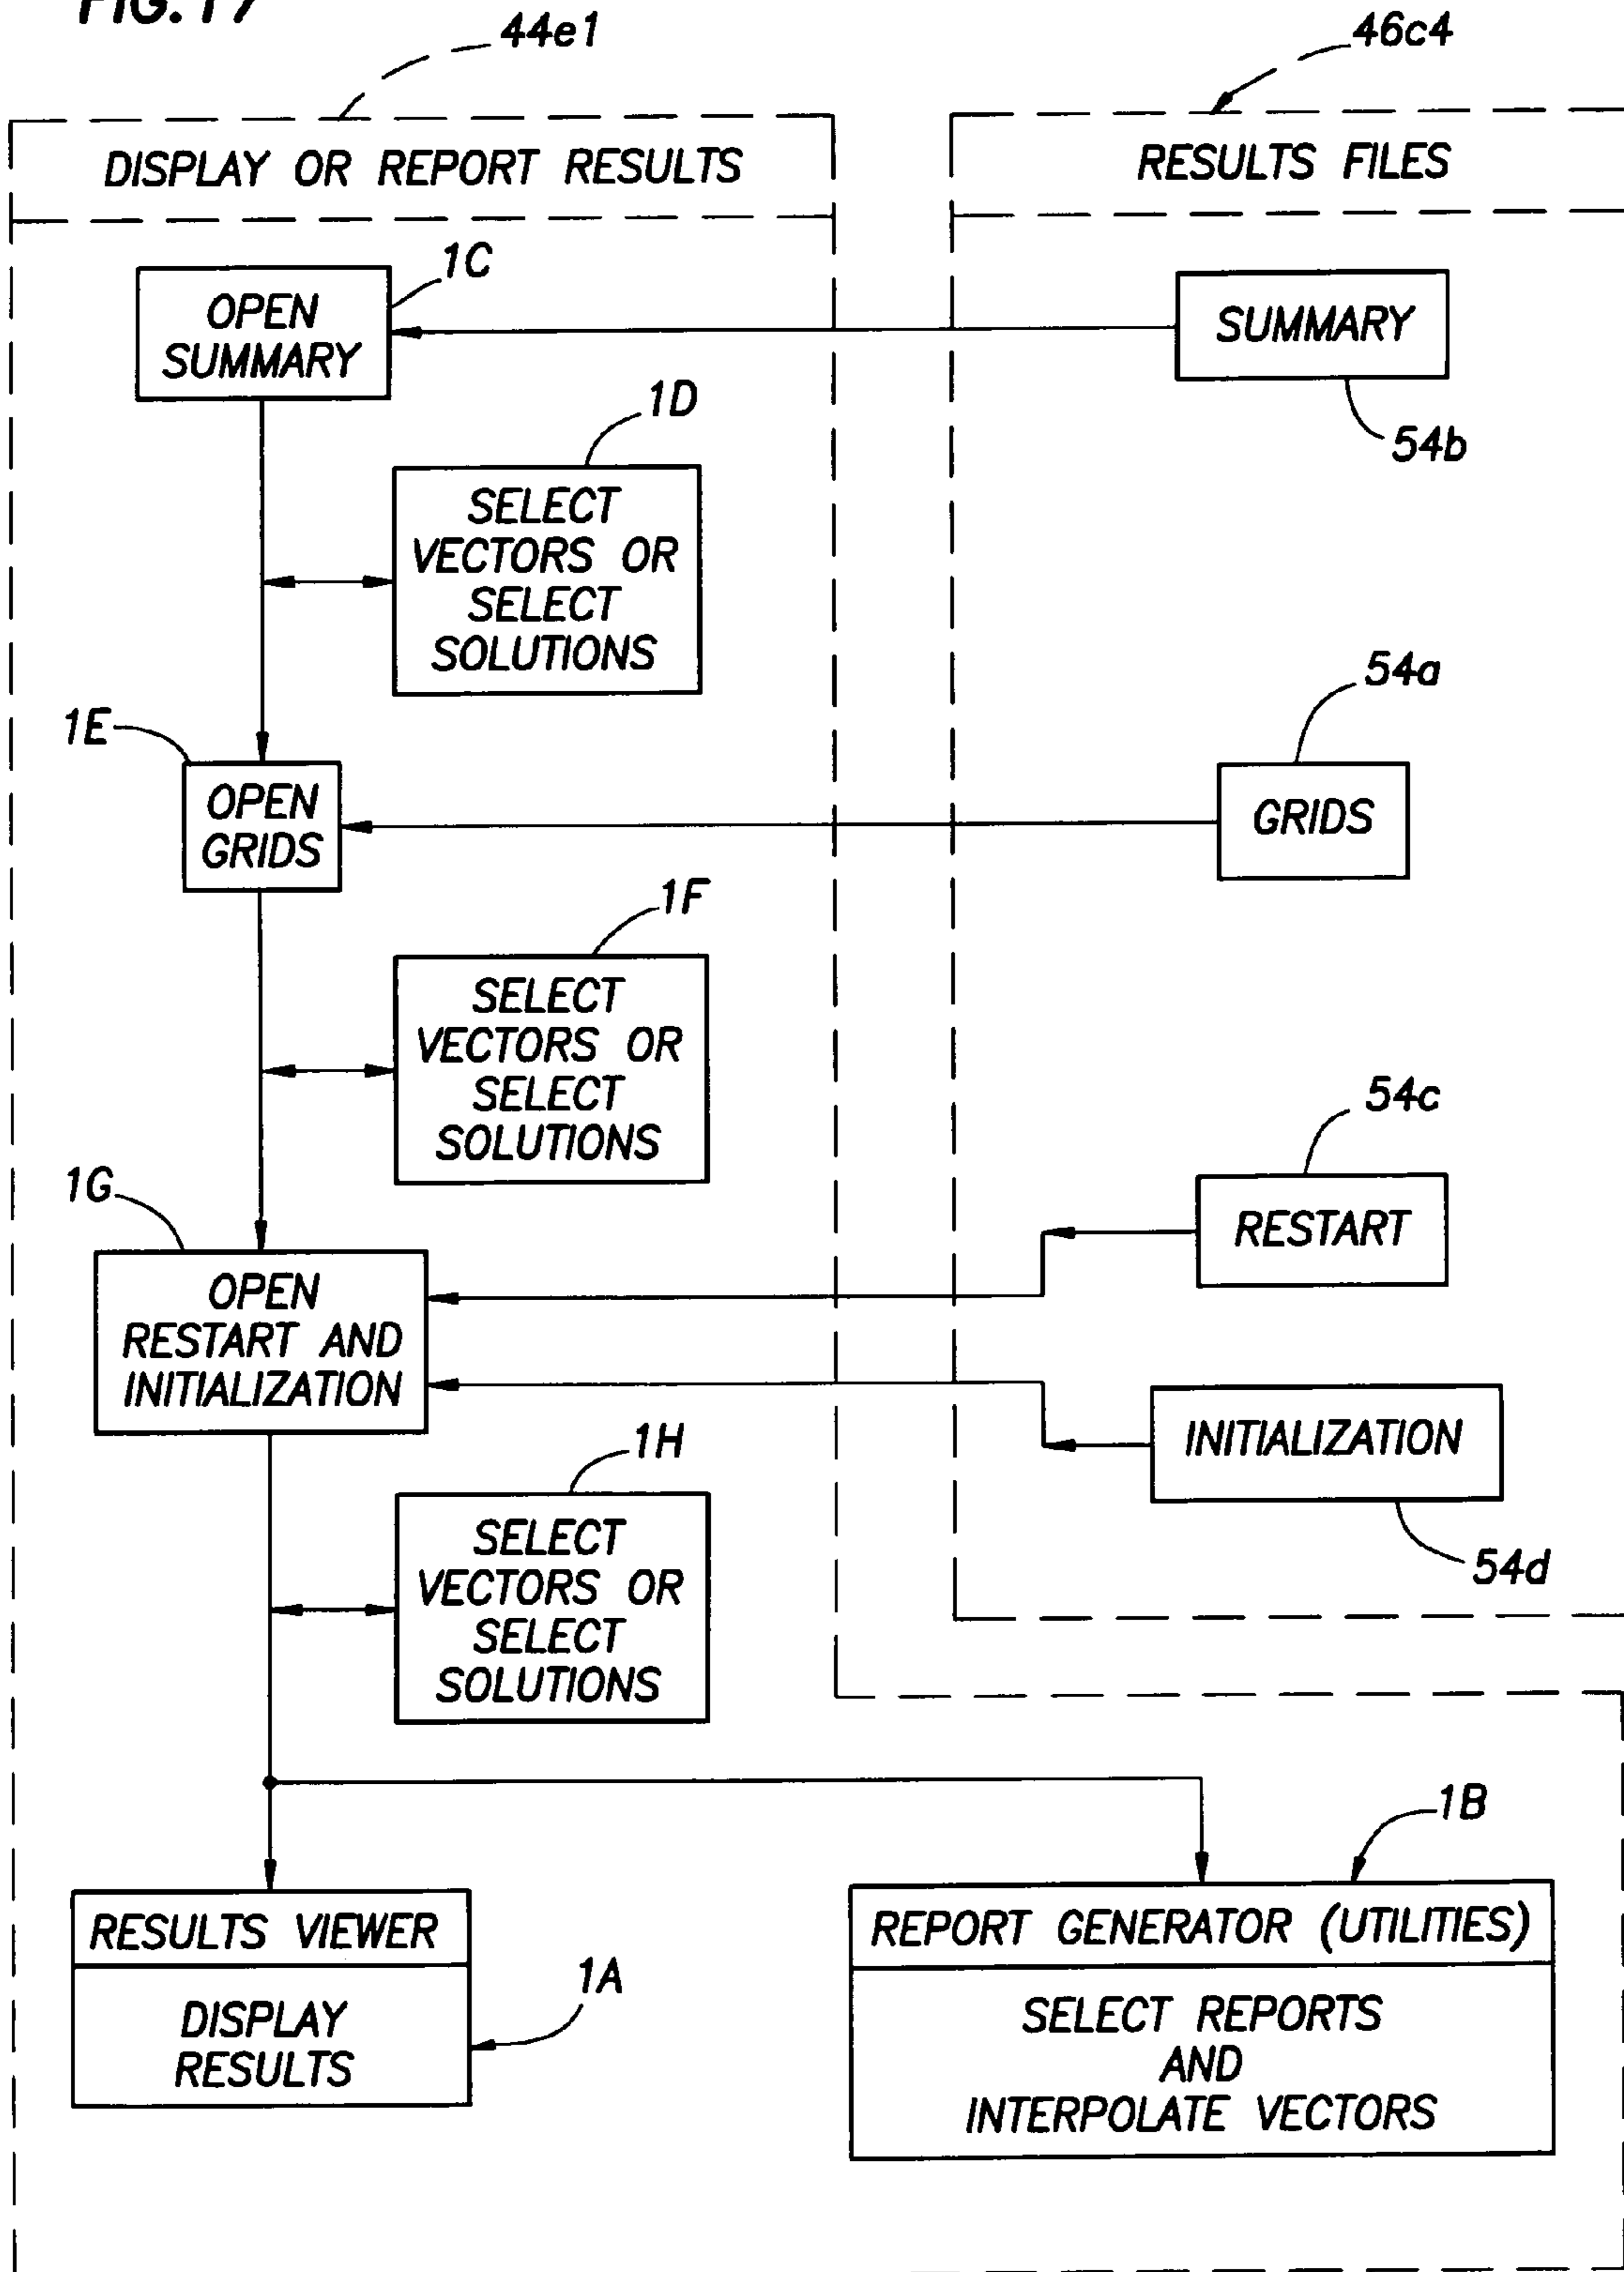 FIG. 17
44e1
46c4
DISPLAY OR REPORT RESULTS
RESULTS FILES
1C
OPEN
SUMMARY
SUMMARY
54b
1D
SELECT
VECTORS OR
SELECT
SOLUTIONS
54a
1E
OPEN
GRIDS
GRIDS
1F
SELECT
VECTORS OR
SELECT
SOLUTIONS
54c
1G
OPEN
RESTART AND
INITIALIZATION
RESTART
INITIALIZATION
54d
1H
SELECT
VECTORS OR
SELECT
SOLUTIONS
1B
RESULTS VIEWER
DISPLAY
RESULTS
1A
REPORT GENERATOR (UTILITIES)
SELECT REPORTS
AND
INTERPOLATE VECTORS